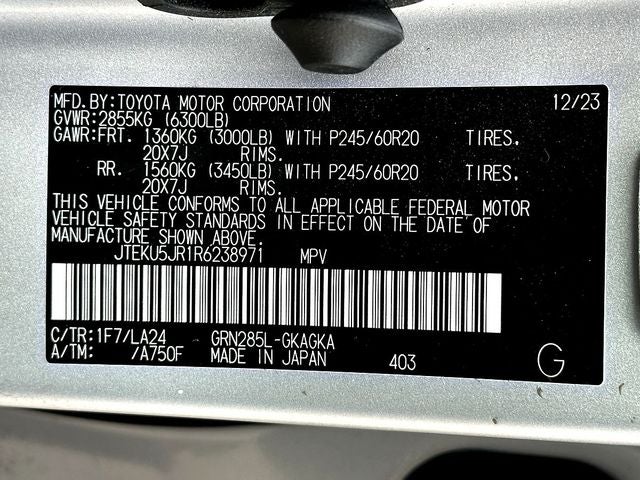 MFD.BY:TOYOTA MOTOR CORPORATION 12/23
GVWR:2855KG (6300LB)
GAWR:FRT. 1360KG (3000LB) WITH P245/60R20 TIRES.
20X7J RIMS.
RR. 1560KG (3450LB) WITH P245/60R20 TIRES.
20X7J RIMS.
THIS VEHICLE CONFORMS TO ALL APPLICABLE FEDERAL MOTOR
VEHICLE SAFETY STANDARDS IN EFFECT ON THE DATE OF
MANUFACTURE SHOWN ABOVE.
JTEKU5JR1R6238971 MPV
C/TR:1F7/LA24 GRN285L-GKAGKA
A/TM: /A750F MADE IN JAPAN 403 G